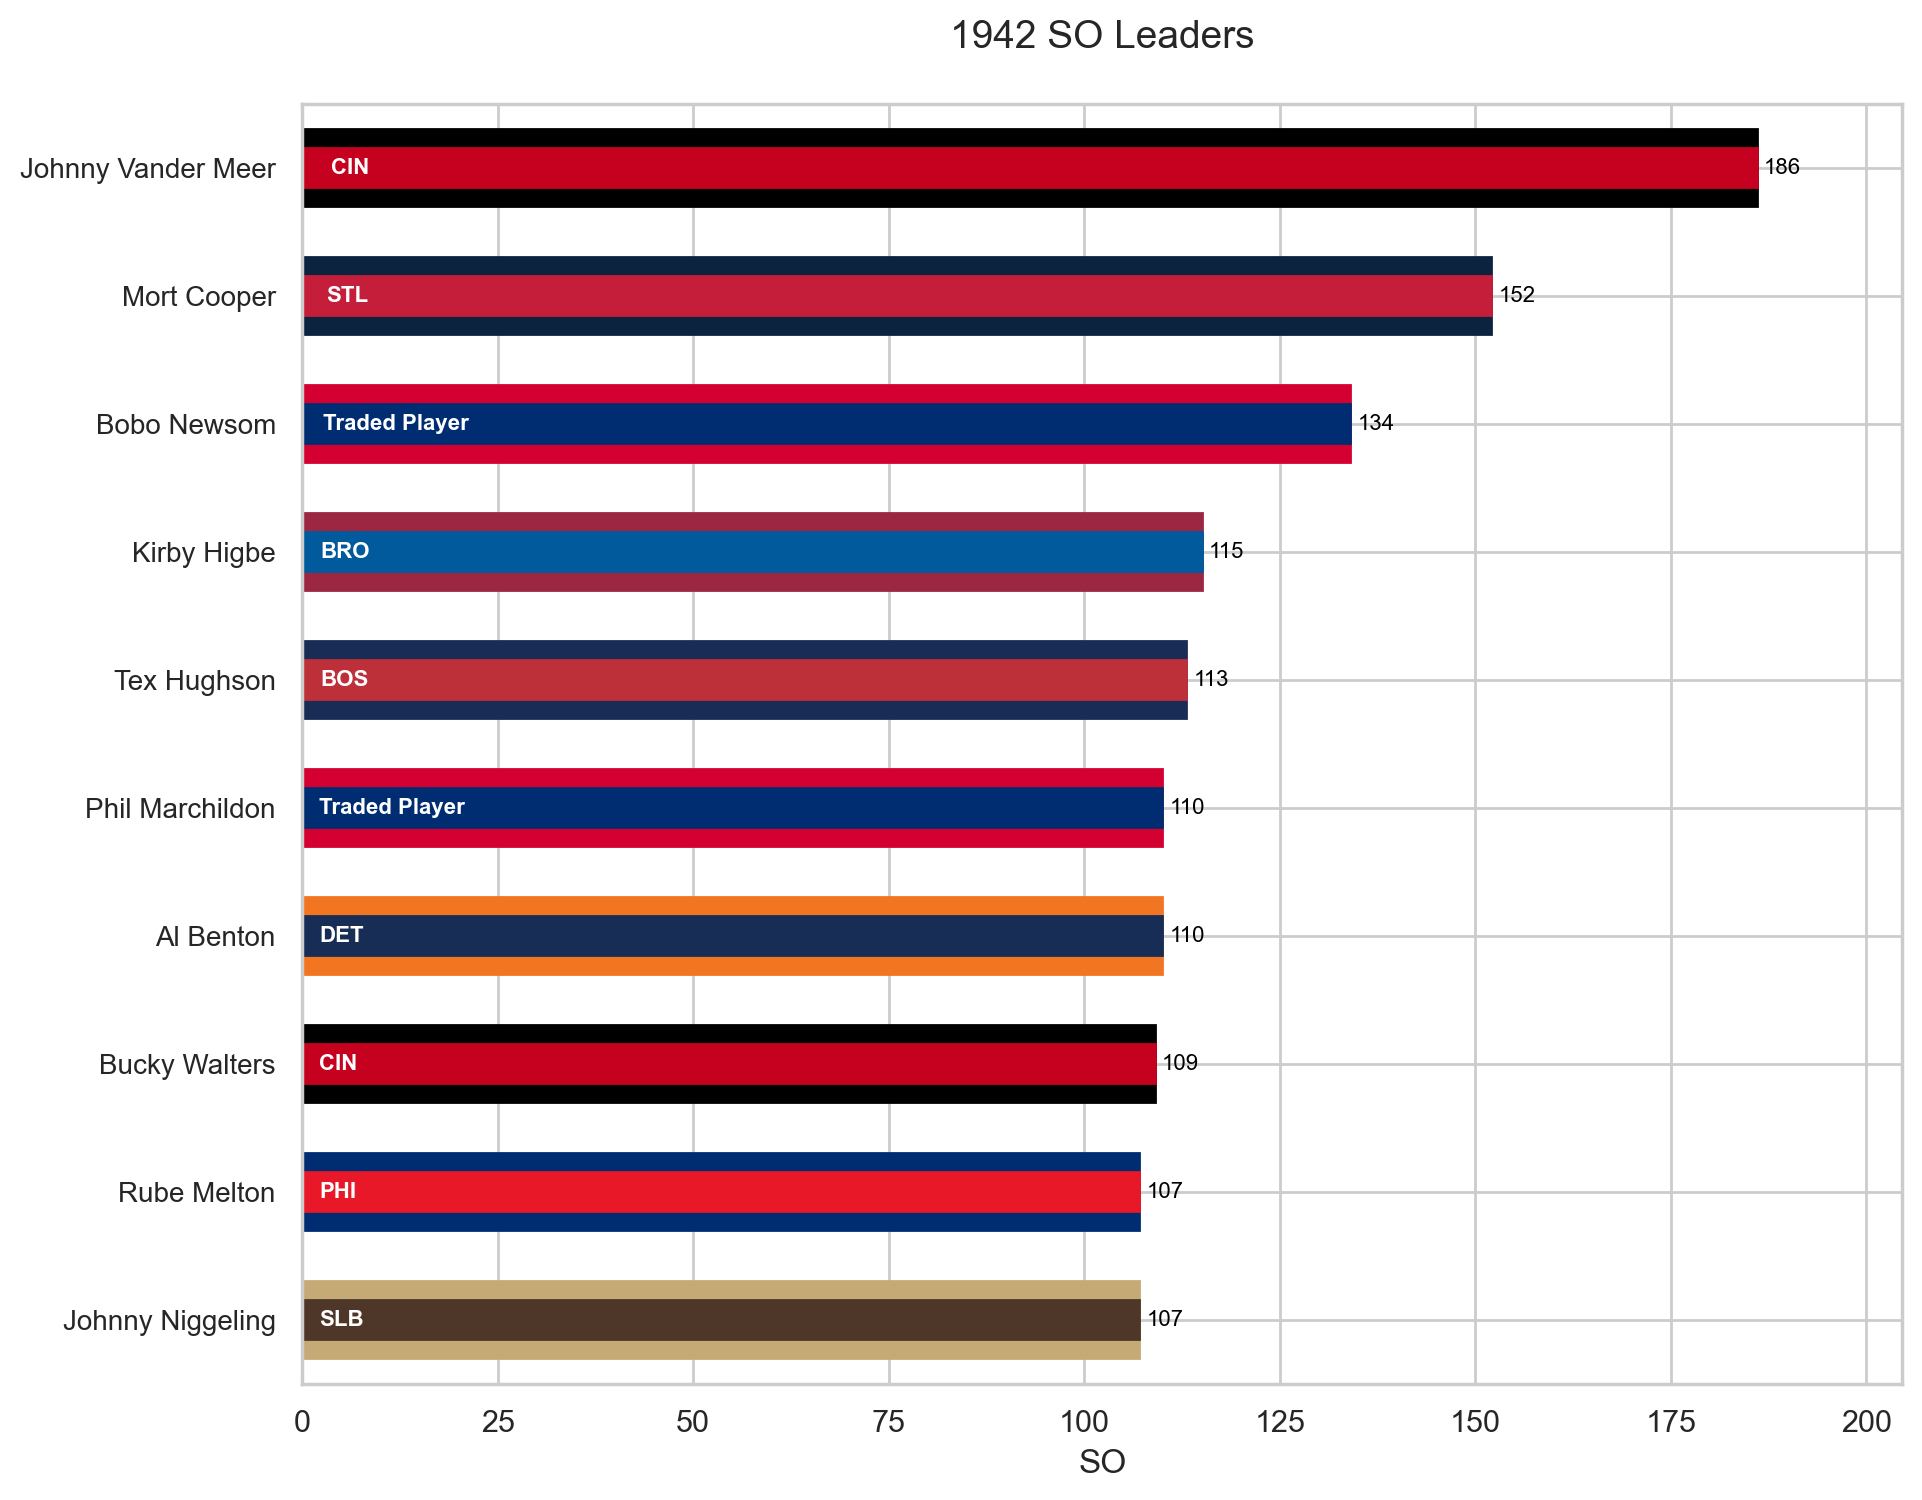 1942 SO Leaders
Johnny Vander Meer CIN 186
Mort Cooper STL 152
Bobo Newsom Traded Player 134
Kirby Higbe BRO 115
Tex Hughson BOS 113
Phil Marchildon Traded Player 110
Al Benton DET 110
Bucky Walters CIN 109
Rube Melton PHI 107
Johnny Niggeling SLB 107
0 25 50 75 100 125 150 175 200
SO